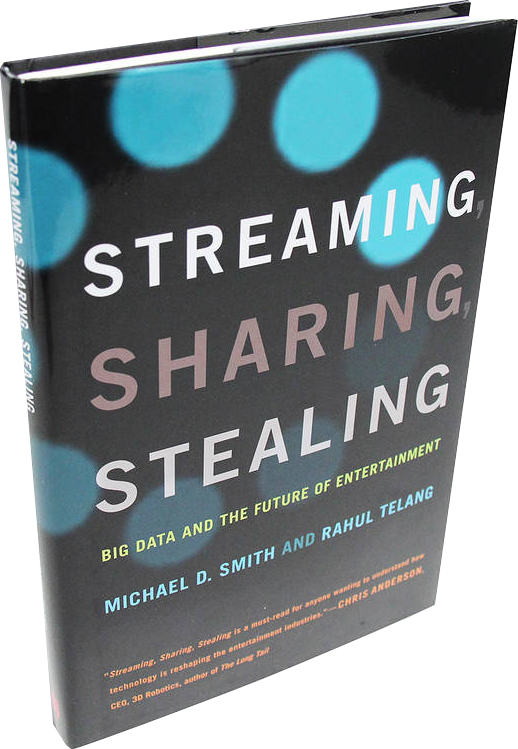 STREAMING,
SHARING,
STEALING
BIG DATA AND THE FUTURE OF ENTERTAINMENT
MICHAEL D. SMITH AND RAHUL TELANG
"Streaming, Sharing, Stealing is a must-read for anyone wanting to understand how
technology is reshaping the entertainment industries."—CHRIS ANDERSON,
CEO, 3D Robotics, author of The Long Tail
STREAMING, SHARING, STEALING